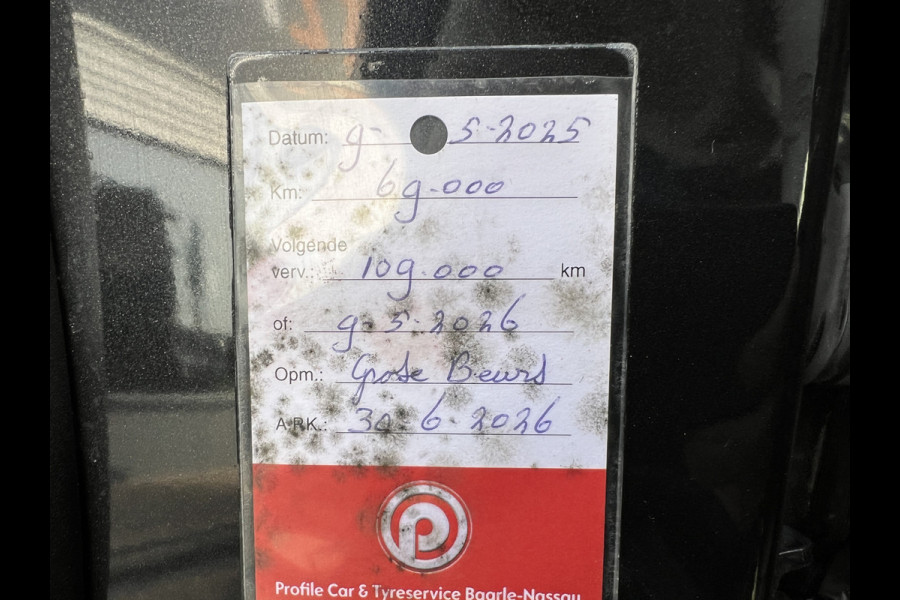 Datum: 9-5-2025
Km: 69.000
Volgende
verv.: 109.000 km
of: 9-5-2026
Opm.: Grote Beurt
A.P.K.: 30-6-2026
Profile Car & Tyreservice Baarle-Nassau